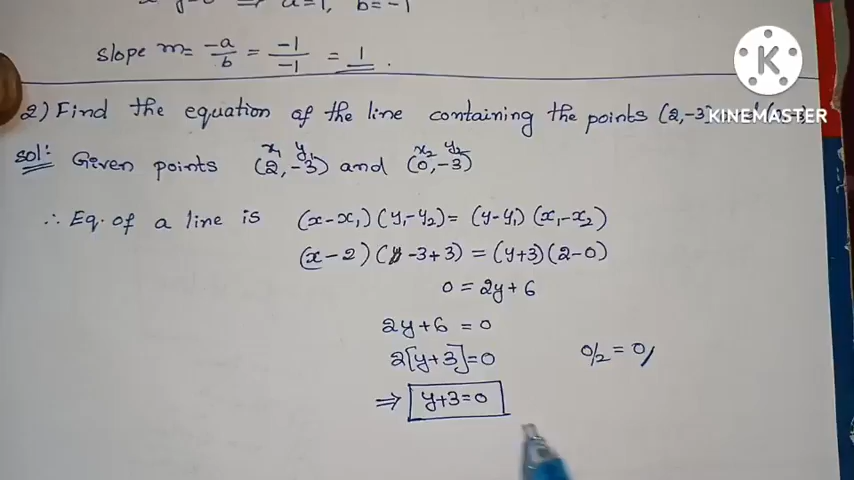 x-y=0 ⇒ a=1, b=-1
slope m= -a/b = -1/-1 = 1.
2) Find the equation of the line containing the points (2,-3)
KINEMASTER
sol: Given points (2,-3) and (0,-3)
x₁ y₁ x₂ y₂
∴ Eq. of a line is (x-x₁)(y₁-y₂)=(y-y₁)(x₁-x₂)
(x-2)(-3+3)=(y+3)(2-0)
0=2y+6
2y+6=0
2[y+3]=0 0/2=0/
⇒ y+3=0